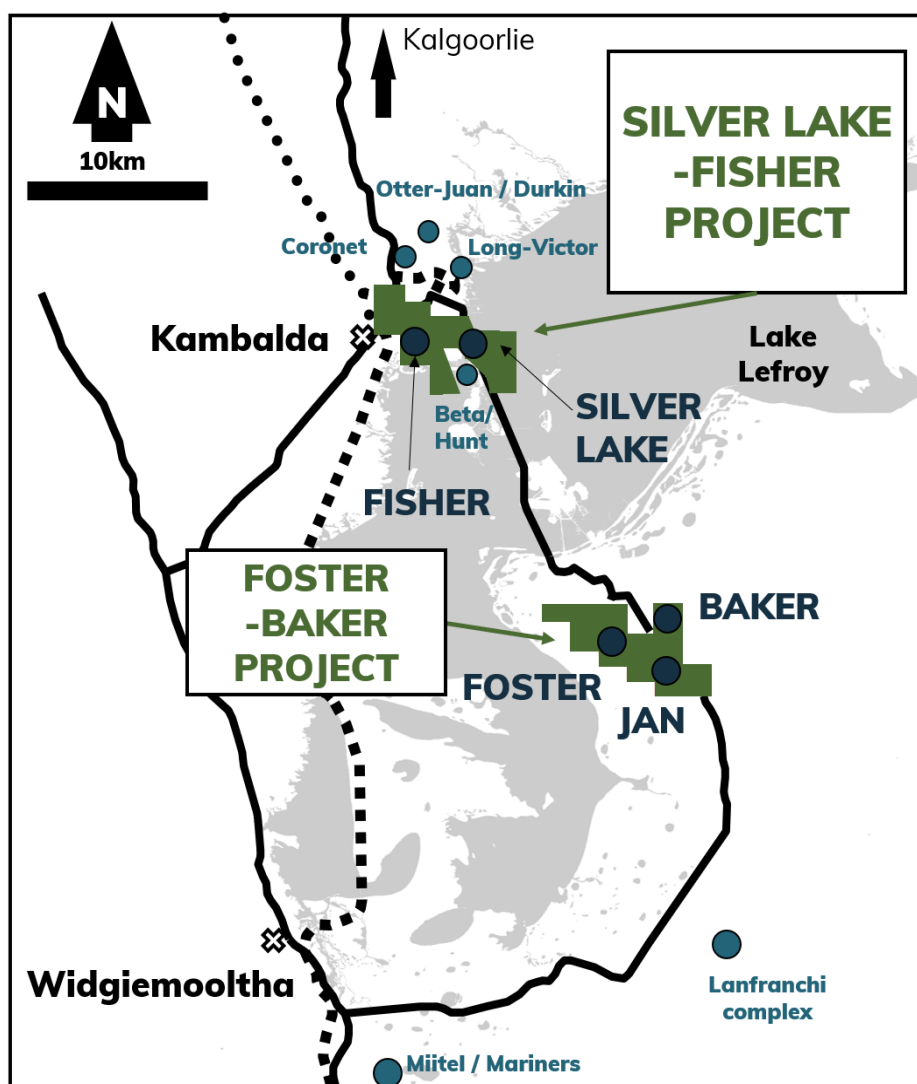 Kalgoorlie
N
10km
SILVER LAKE
-FISHER
PROJECT
Otter-Juan / Durkin
Coronet
Long-Victor
Kambalda
Lake
Lefroy
Beta/
Hunt
SILVER
LAKE
FISHER
FOSTER
-BAKER
PROJECT
BAKER
FOSTER
JAN
Widgiemooltha
Lanfranchi
complex
Miitel / Mariners